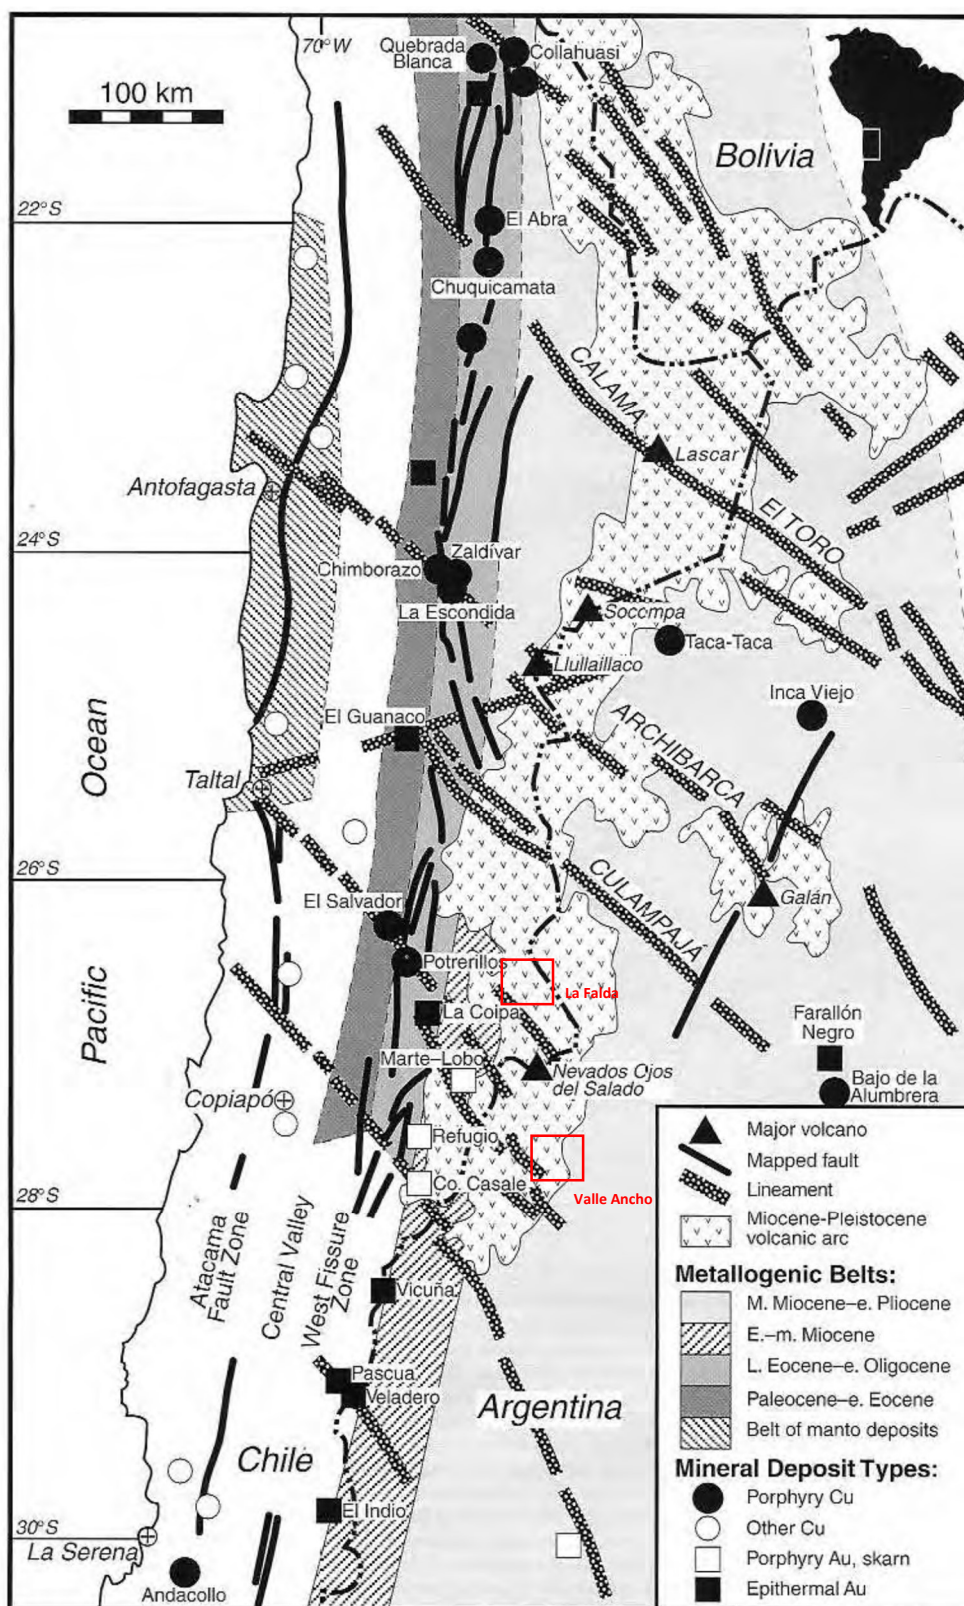 70°W
100 km
Quebrada
Blanca
Collahuasi
Bolivia
22°S
El Abra
Chuquicamata
CALAMA
Lascar
Antofagasta
EL TORO
24°S
Zaldívar
Chimborazo
La Escondida
Socompa
Taca-Taca
Llullaillaco
Inca Viejo
El Guanaco
ARCHIBARCA
Ocean
Taltal
26°S
CULAMPAJÁ
Galán
El Salvador
Potrerillos
La Falda
Pacific
La Coipa
Farallón
Negro
Marte–Lobo
Nevados Ojos
del Salado
Bajo de la
Alumbrera
Copiapó
Refugio
Co. Casale
Valle Ancho
28°S
Atacama
Fault Zone
Central Valley
West Fissure
Zone
Vicuña
Pascua
Veladero
Argentina
Chile
El Indio
30°S
La Serena
Andacollo
Major volcano
Mapped fault
Lineament
Miocene-Pleistocene
volcanic arc
Metallogenic Belts:
M. Miocene–e. Pliocene
E.–m. Miocene
L. Eocene–e. Oligocene
Paleocene–e. Eocene
Belt of manto deposits
Mineral Deposit Types:
Porphyry Cu
Other Cu
Porphyry Au, skarn
Epithermal Au